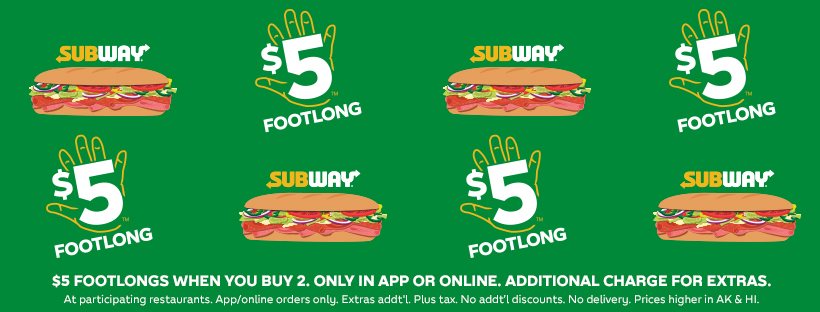 SUBWAY
$5
FOOTLONG
SUBWAY
$5
FOOTLONG
$5
FOOTLONG
SUBWAY
$5
FOOTLONG
SUBWAY
$5 FOOTLONGS WHEN YOU BUY 2. ONLY IN APP OR ONLINE. ADDITIONAL CHARGE FOR EXTRAS.
At participating restaurants. App/online orders only. Extras addt'l. Plus tax. No addt'l discounts. No delivery. Prices higher in AK & HI.